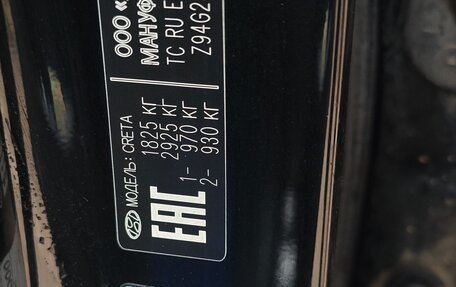 ООО «
МАНУФ
ТС RU Е
Z94G2
МОДЕЛЬ: CRETA
1825 КГ
2925 КГ
1- 970 КГ
2- 930 КГ
ЕАС